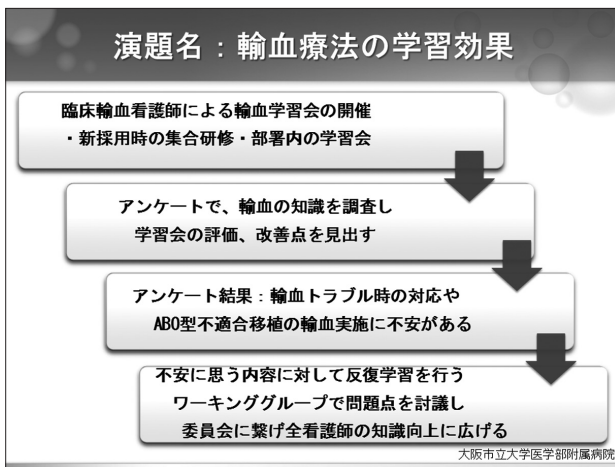 演題名：輸血療法の学習効果
臨床輸血看護師による輸血学習会の開催
・新採用時の集合研修・部署内の学習会
アンケートで、輸血の知識を調査し
学習会の評価、改善点を見出す
アンケート結果：輸血トラブル時の対応や
ABO型不適合移植の輸血実施に不安がある
不安に思う内容に対して反復学習を行う
ワーキンググループで問題点を討議し
委員会に繋げ全看護師の知識向上に広げる
大阪市立大学医学部附属病院